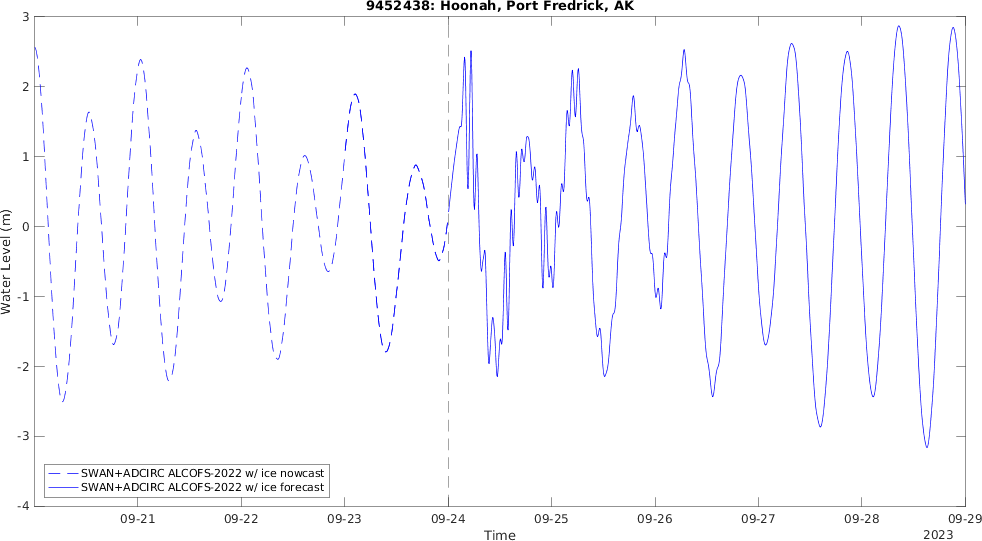 9452438: Hoonah, Port Fredrick, AK
3
2
1
0
-1
-2
-3
-4
Water Level (m)
SWAN+ADCIRC ALCOFS-2022 w/ ice nowcast
SWAN+ADCIRC ALCOFS-2022 w/ ice forecast
09-21 09-22 09-23 09-24 09-25 09-26 09-27 09-28 09-29
Time
2023